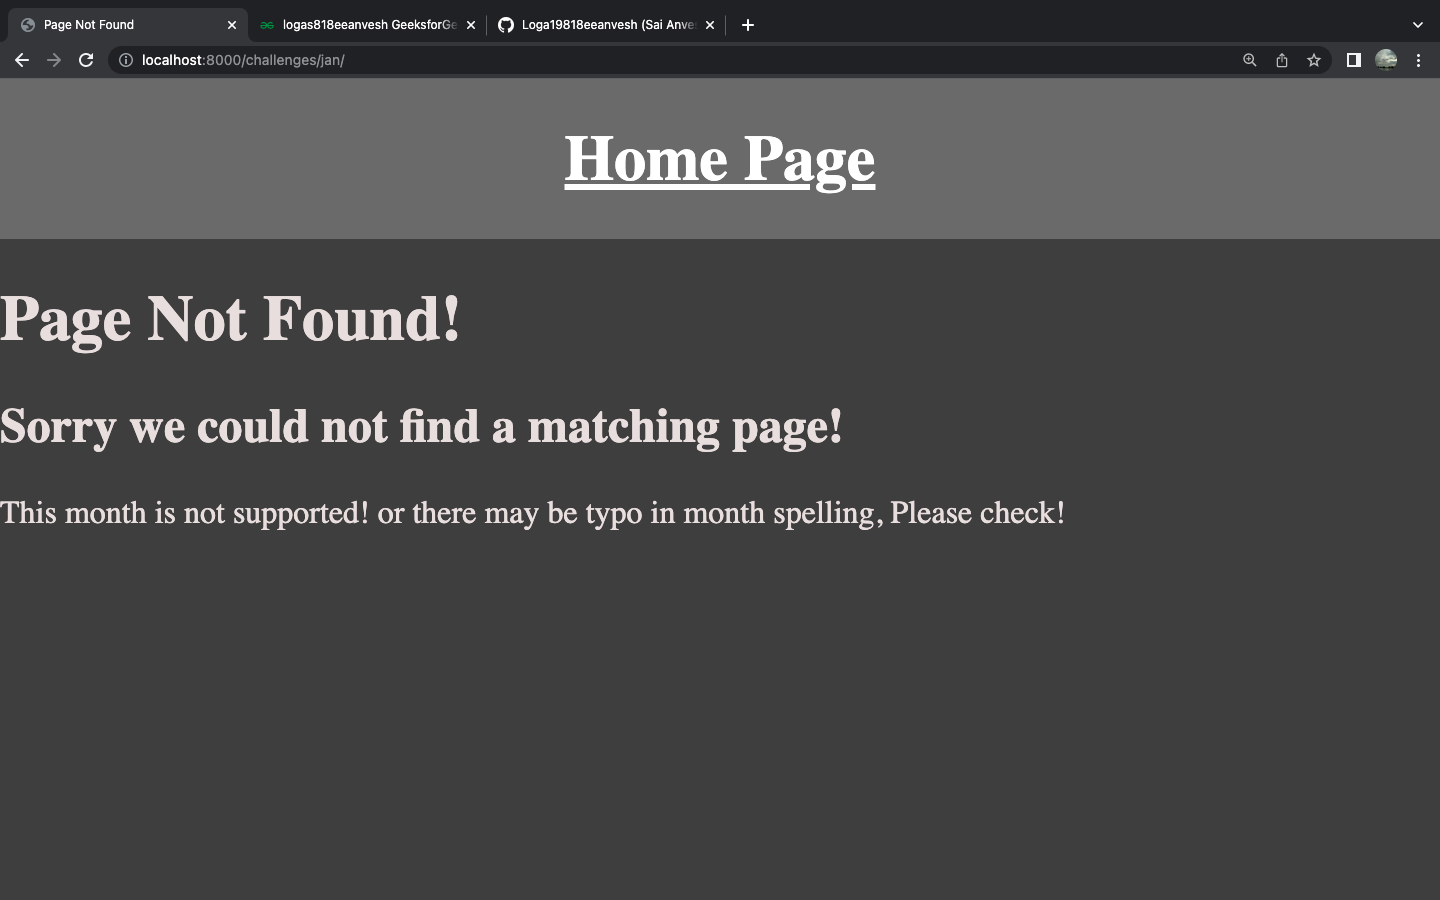 Page Not Found
logas818eeanvesh GeeksforGe
Loga19818eeanvesh (Sai Anve
localhost:8000/challenges/jan/
Home Page
Page Not Found!
Sorry we could not find a matching page!
This month is not supported! or there may be typo in month spelling, Please check!